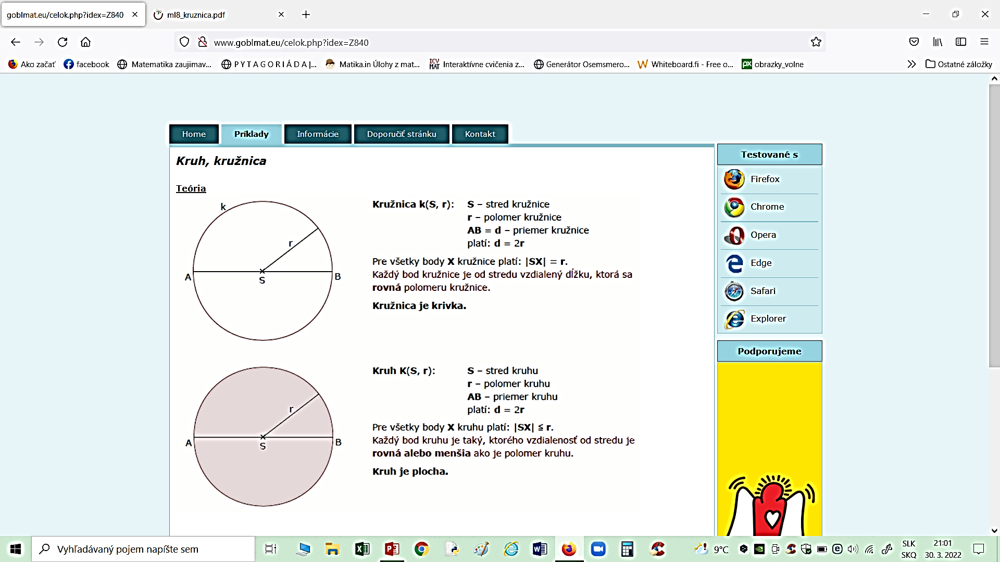 goblmat.eu/celok.php?idex=Z840
ml8_kruznica.pdf
www.goblmat.eu/celok.php?idex=Z840
Ako začať
facebook
Matematika zaujimav...
P Y T A G O R I Á D A |...
Matika.in Úlohy z mat...
ICY MAT
Interaktívne cvičenia z...
Generátor Osemsmero...
Whiteboard.fi - Free o...
px
obrazky_volne
Ostatné záložky
Home
Príklady
Informácie
Doporučiť stránku
Kontakt
Kruh, kružnica
Teória
k
r
A
S
B
Kružnica k(S, r): S – stred kružnice
r – polomer kružnice
AB = d – priemer kružnice
platí: d = 2r
Pre všetky body X kružnice platí: |SX| = r.
Každý bod kružnice je od stredu vzdialený dĺžku, ktorá sa
rovná polomeru kružnice.
Kružnica je krivka.
r
A
S
B
Kruh K(S, r): S – stred kruhu
r – polomer kruhu
AB – priemer kruhu
platí: d = 2r
Pre všetky body X kruhu platí: |SX| ≦ r.
Každý bod kruhu je taký, ktorého vzdialenosť od stredu je
rovná alebo menšia ako je polomer kruhu.
Kruh je plocha.
Testované s
Firefox
Chrome
Opera
Edge
Safari
Explorer
Podporujeme
Vyhľadávaný pojem napíšte sem
9°C
SLK
SKQ
21:01
30. 3. 2022